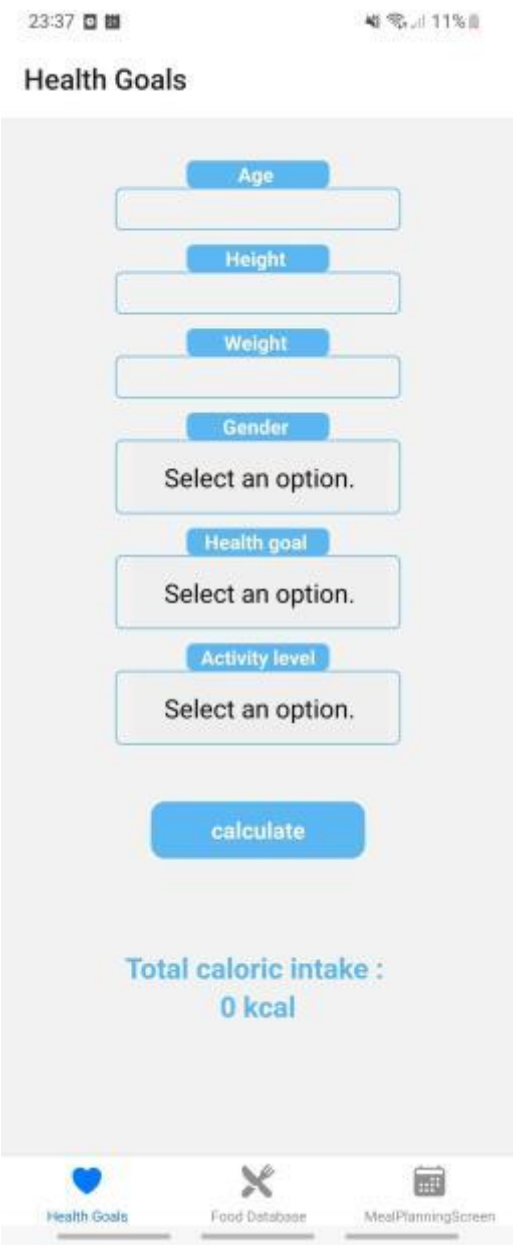 23:37
11%
Health Goals
Age
Height
Weight
Gender
Select an option.
Health goal
Select an option.
Activity level
Select an option.
calculate
Total caloric intake :
0 kcal
Health Goals
Food Database
MealPlanningScreen